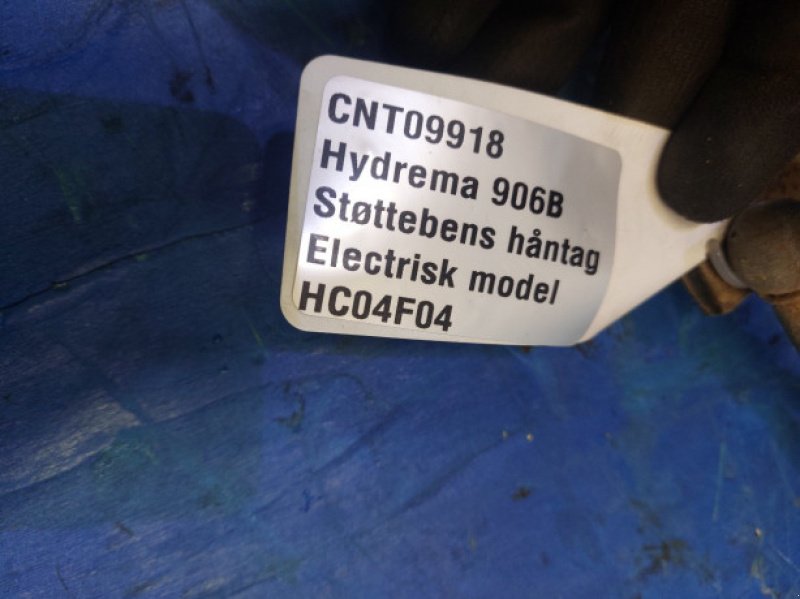 CNT09918
Hydrema 906B
Støttebens håntag
Electrisk model
HC04F04